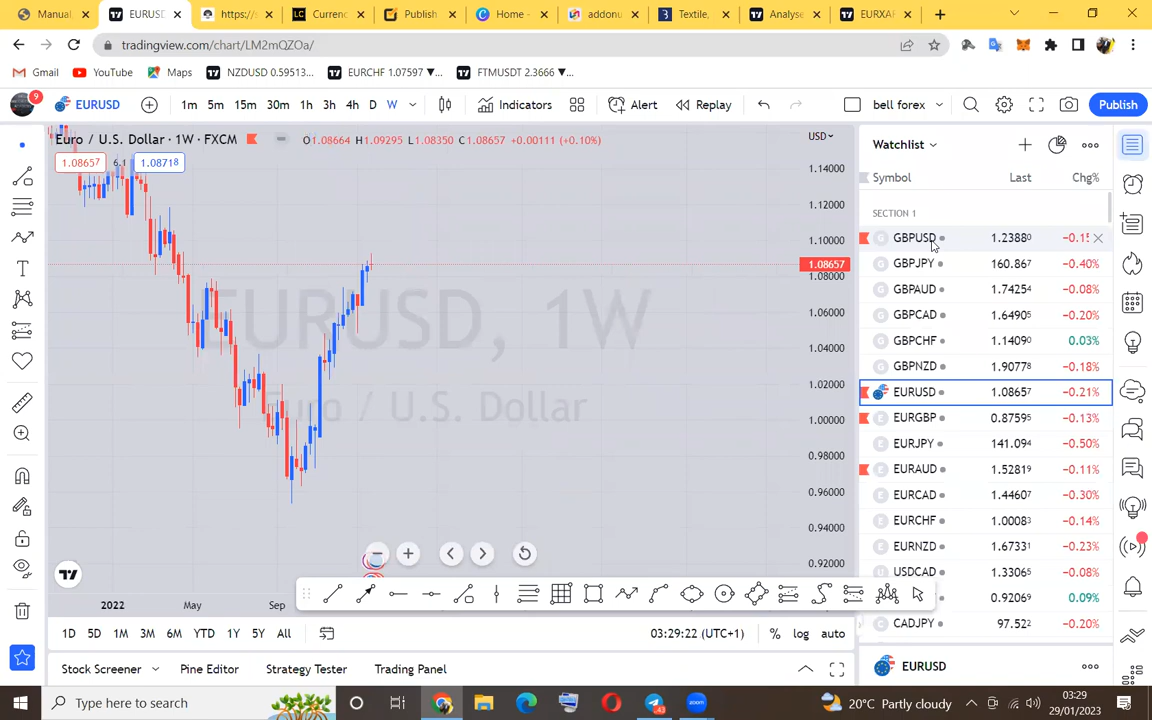 Manual
EURUSD
https://s
Currenc
Publish
Home -
addonu
Textile,
Analyse
EURXAF
tradingview.com/chart/LM2mQZOa/
Gmail
YouTube
Maps
NZDUSD 0.59513...
EURCHF 1.07597 ▼...
FTMUSDT 2.3666 ▼...
9
EURUSD
1m 5m 15m 30m 1h 3h 4h D W
Indicators
Alert
Replay
bell forex
Publish
Euro / U.S. Dollar · 1W · FXCM
O1.08664 H1.09295 L1.08350 C1.08657 +0.00111 (+0.10%)
1.08657 6.1 1.08718
USD
1.14000
1.12000
1.10000
1.08657
1.08000
1.06000
1.04000
1.02000
1.00000
0.98000
0.96000
0.94000
0.92000
EURUSD, 1W
Euro / U.S. Dollar
2022 May Sep
1D 5D 1M 3M 6M YTD 1Y 5Y All
03:29:22 (UTC+1)
% log auto
Stock Screener
Pine Editor
Strategy Tester
Trading Panel
Watchlist
Symbol Last Chg%
SECTION 1
GBPUSD 1.23880 −0.15
GBPJPY 160.867 −0.40%
GBPAUD 1.74254 −0.08%
GBPCAD 1.64905 −0.20%
GBPCHF 1.14090 0.03%
GBPNZD 1.90778 −0.18%
EURUSD 1.08657 −0.21%
EURGBP 0.87595 −0.13%
EURJPY 141.094 −0.50%
EURAUD 1.52819 −0.11%
EURCAD 1.44607 −0.30%
EURCHF 1.00083 −0.14%
EURNZD 1.67331 −0.23%
USDCAD 1.33065 −0.08%
0.92069 0.09%
CADJPY 97.522 −0.20%
EURUSD
Type here to search
20°C Partly cloudy
03:29
29/01/2023